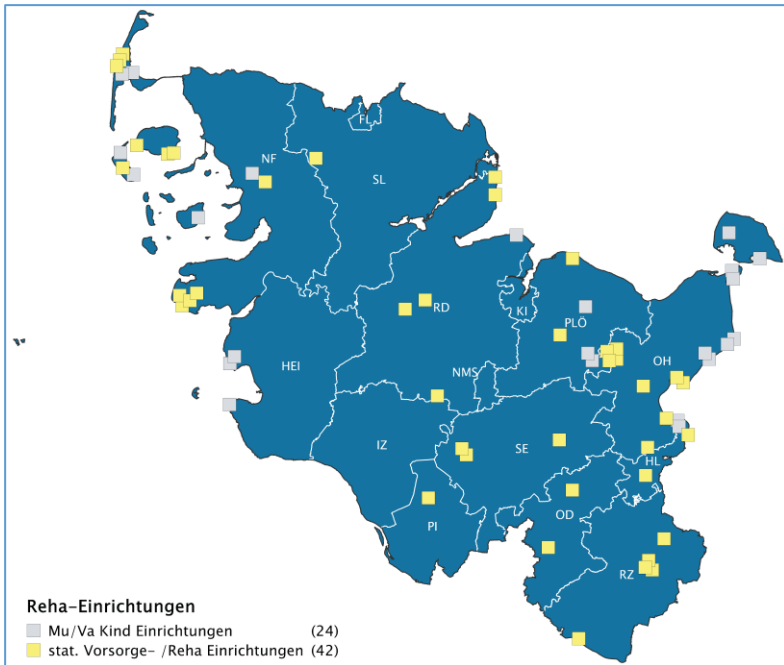 FL
NF
SL
RD
KI
PLÖ
OH
HEI
NMS
IZ
SE
HL
OD
PI
RZ
Reha-Einrichtungen
Mu/Va Kind Einrichtungen (24)
stat. Vorsorge- /Reha Einrichtungen (42)